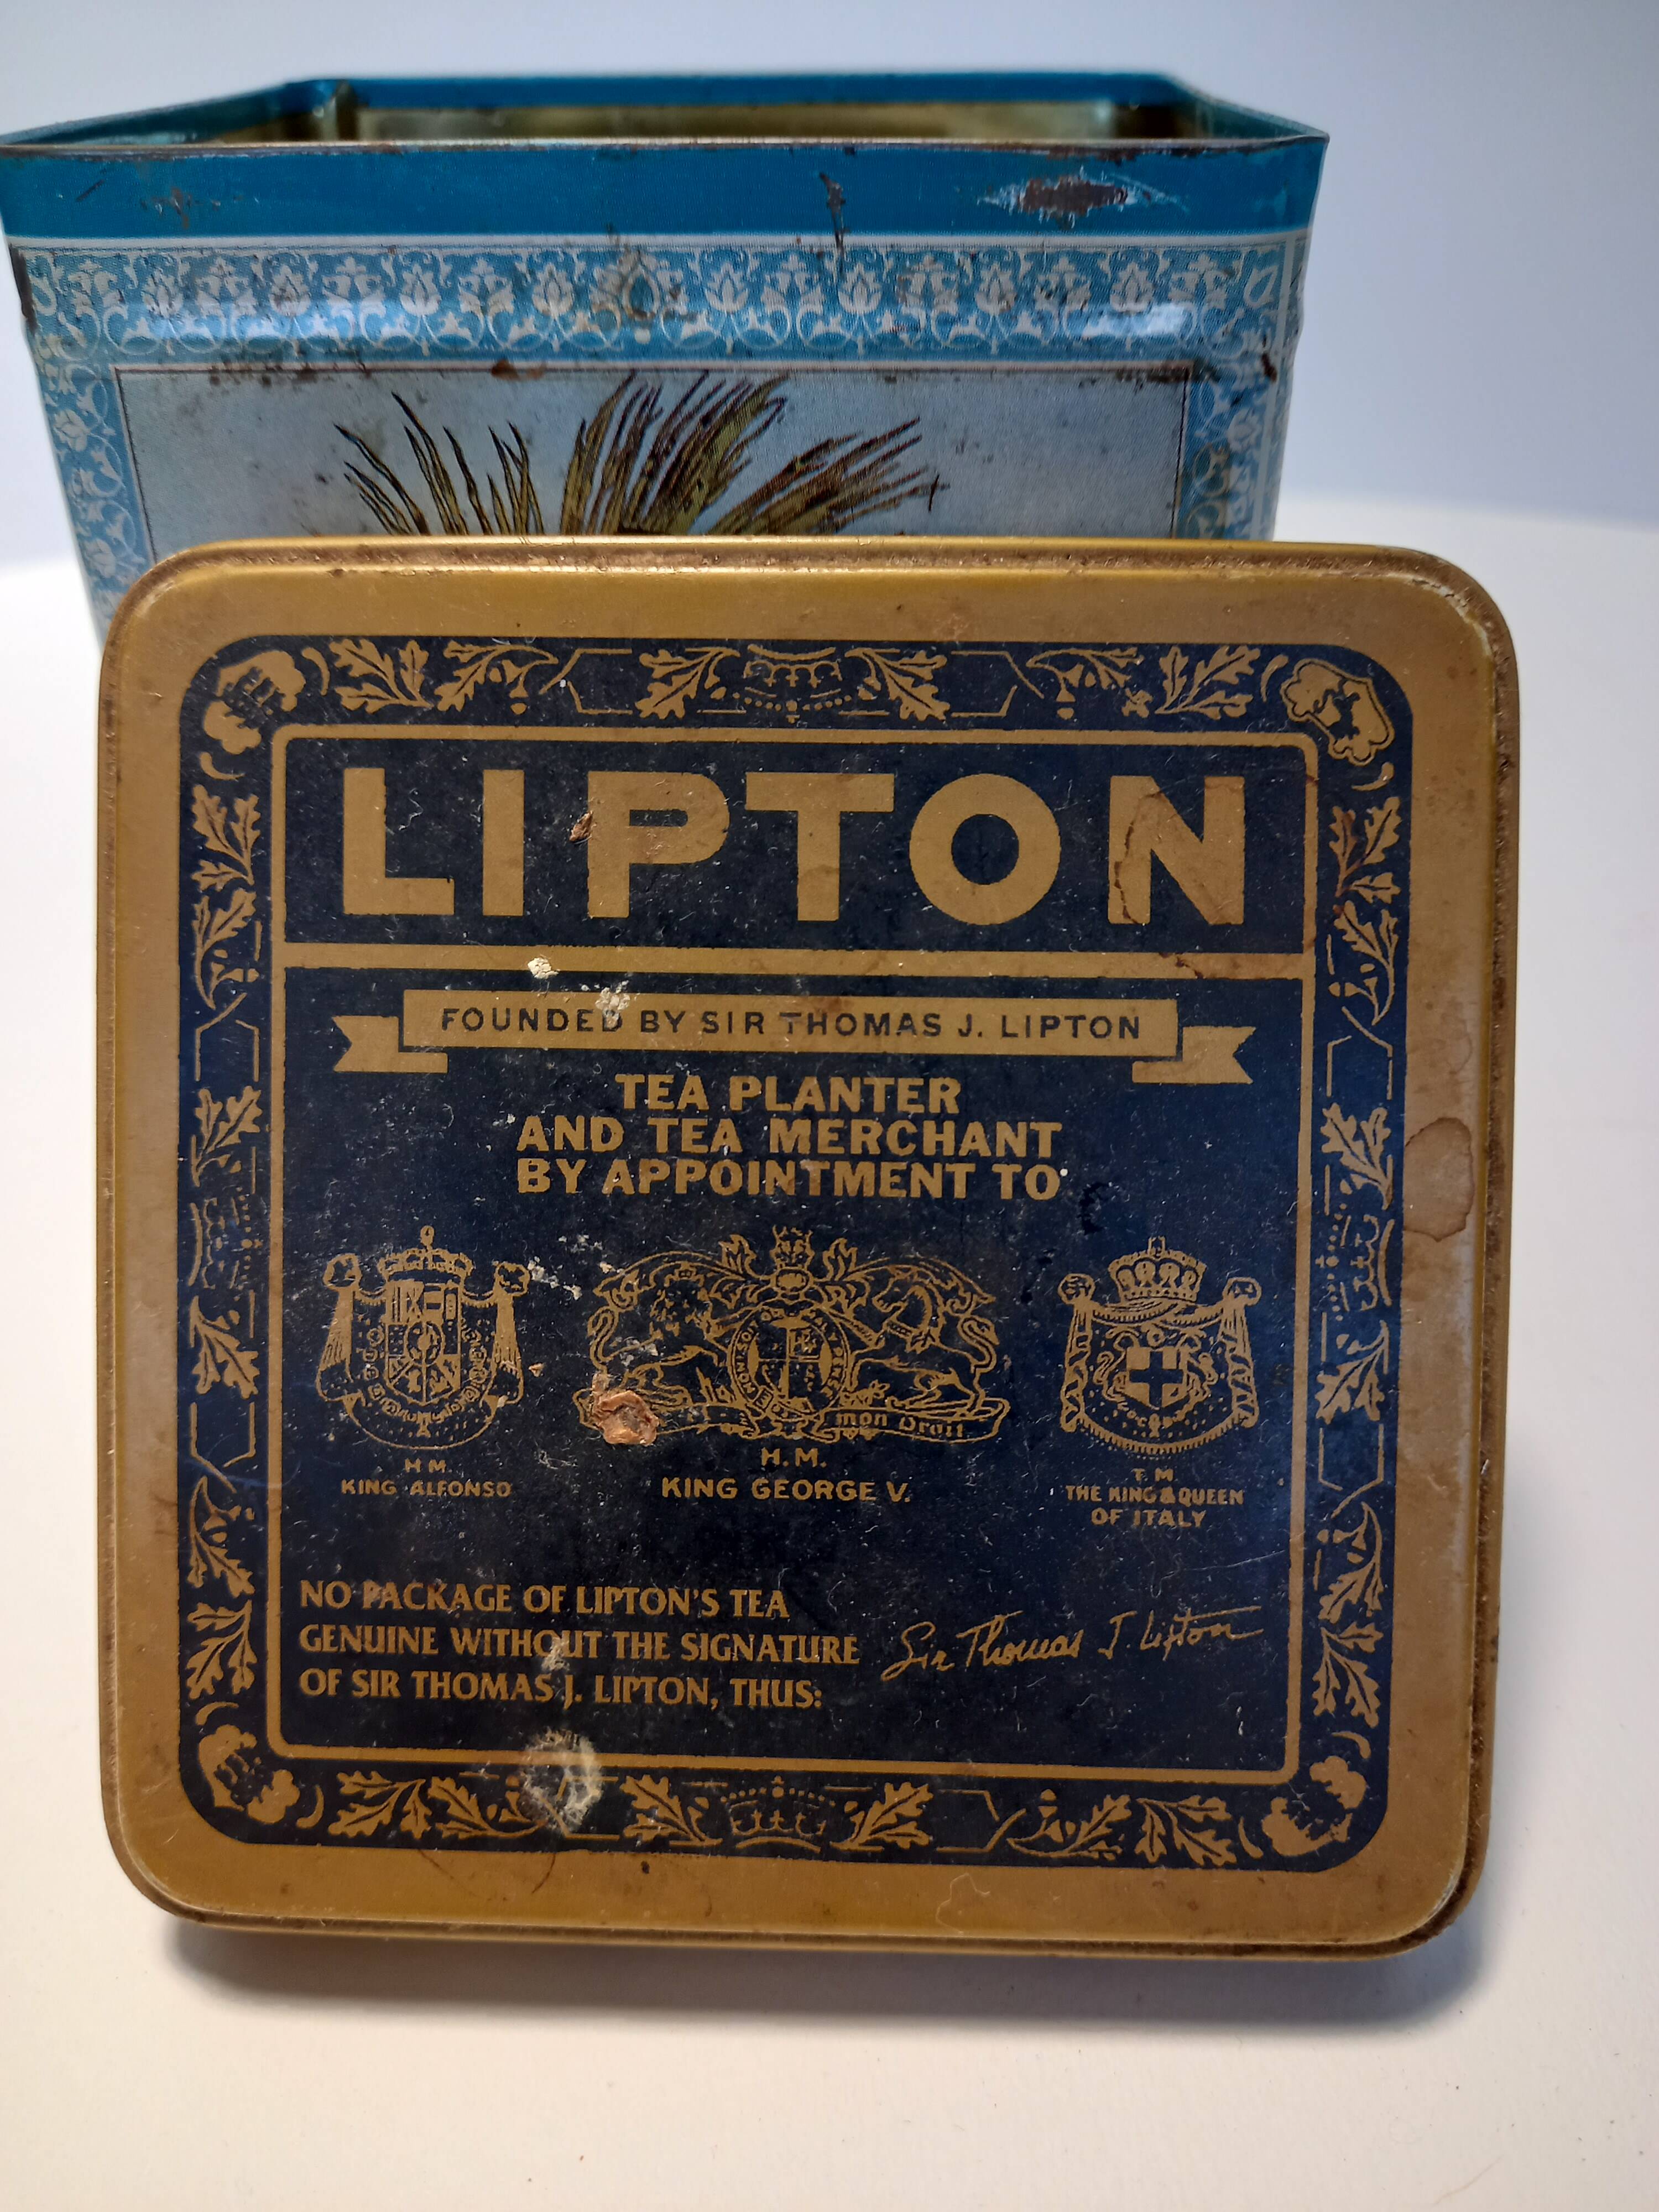 LIPTON
FOUNDED BY SIR THOMAS J. LIPTON
TEA PLANTER
AND TEA MERCHANT
BY APPOINTMENT TO
mon Droit
H.M. H.M. T.M.
KING ALFONSO KING GEORGE V. THE KING & QUEEN
OF ITALY
NO PACKAGE OF LIPTON'S TEA
GENUINE WITHOUT THE SIGNATURE
OF SIR THOMAS J. LIPTON, THUS:
Sir Thomas J. Lipton